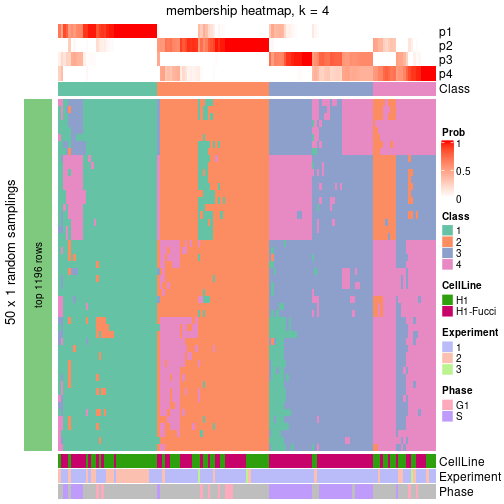 membership heatmap, k = 4
p1
p2
p3
p4
Class
50 x 1 random samplings
top 1196 rows
Prob
1
0.5
0
Class
1
2
3
4
CellLine
H1
H1-Fucci
Experiment
1
2
3
Phase
G1
S
CellLine
Experiment
Phase